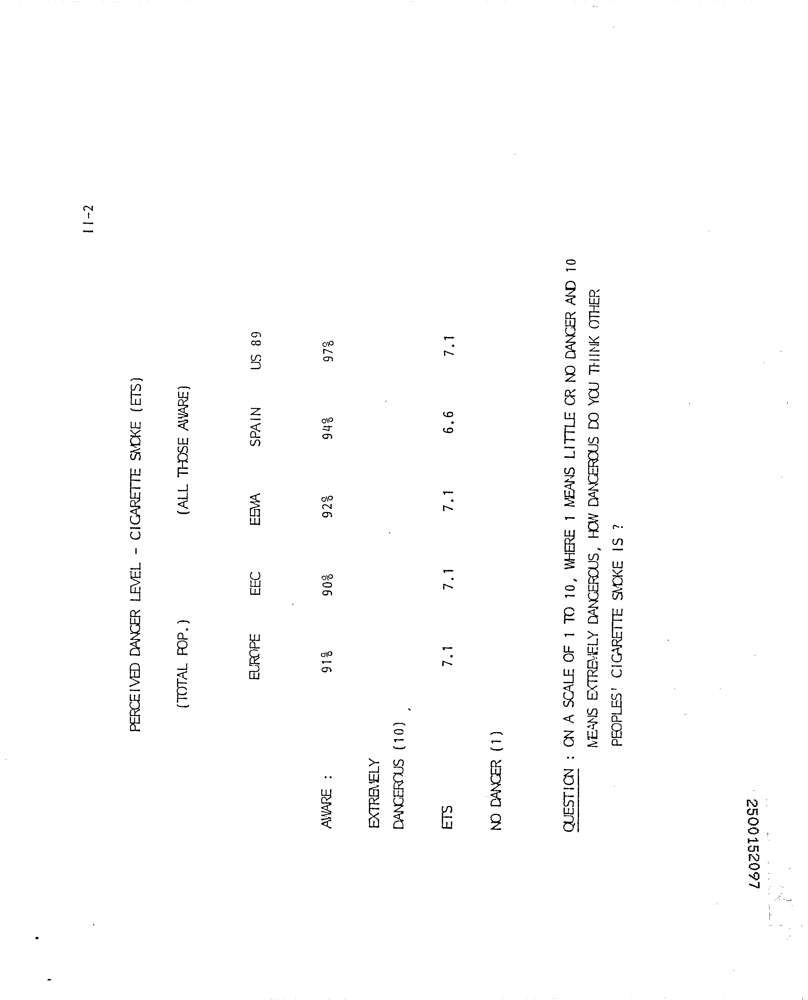 11-2
PERCEIVED DANGER LEVEL - CIGARETTE SMOKE (ETS)
(TOTAL POP.) (ALL THOSE AWARE)
EUROPE EEC EEMA SPAIN US 89
AWARE : 91% 90% 92% 94% 97%
EXTREMELY
DANGEROUS (10)
ETS 7.1 7.1 7.1 6.6 7.1
NO DANGER (1)
QUESTION : ON A SCALE OF 1 TO 10, WHERE 1 MEANS LITTLE OR NO DANGER AND 10
MEANS EXTREMELY DANGEROUS, HOW DANGEROUS DO YOU THINK OTHER
PEOPLES' CIGARETTE SMOKE IS ?
2500152097